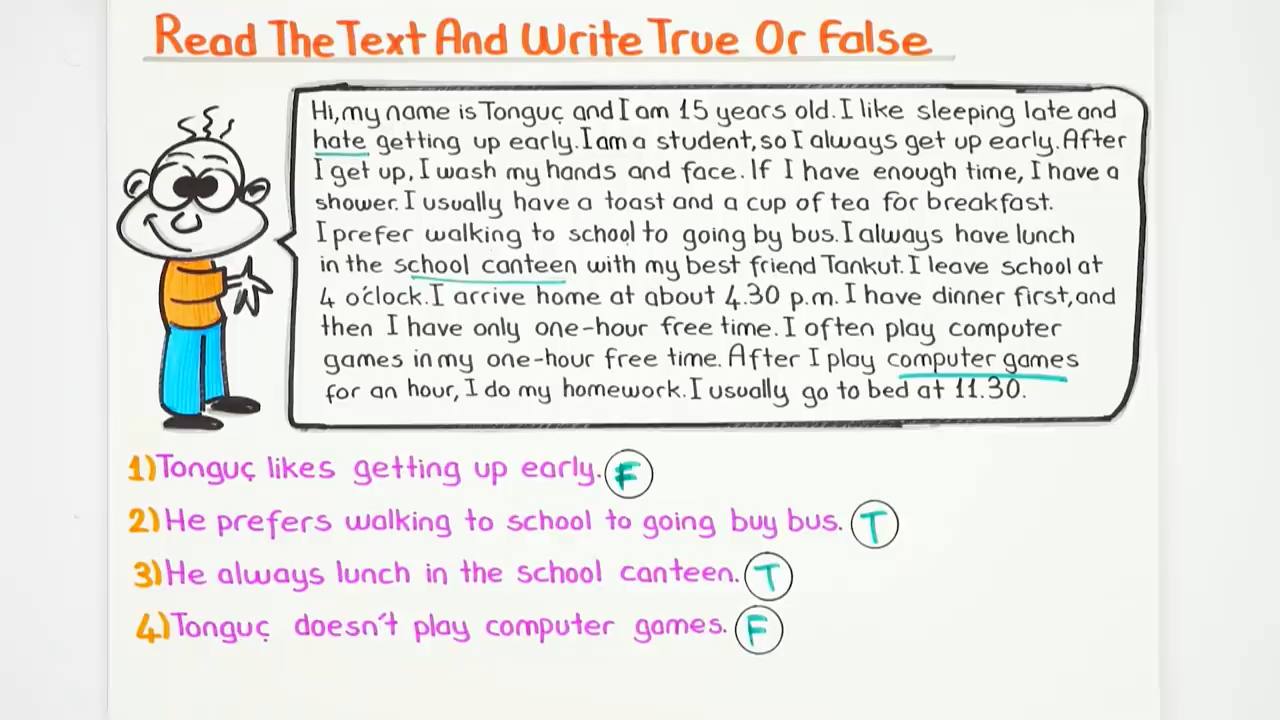 Read The Text And Write True Or False
Hi, my name is Tonguç and I am 15 years old. I like sleeping late and
hate getting up early. I am a student, so I always get up early. After
I get up, I wash my hands and face. If I have enough time, I have a
shower. I usually have a toast and a cup of tea for breakfast.
I prefer walking to school to going by bus. I always have lunch
in the school canteen with my best friend Tankut. I leave school at
4 o'clock. I arrive home at about 4.30 p.m. I have dinner first, and
then I have only one-hour free time. I often play computer
games in my one-hour free time. After I play computer games
for an hour, I do my homework. I usually go to bed at 11.30.
1) Tonguç likes getting up early. F
2) He prefers walking to school to going buy bus. T
3) He always lunch in the school canteen. T
4) Tonguç doesn't play computer games. F